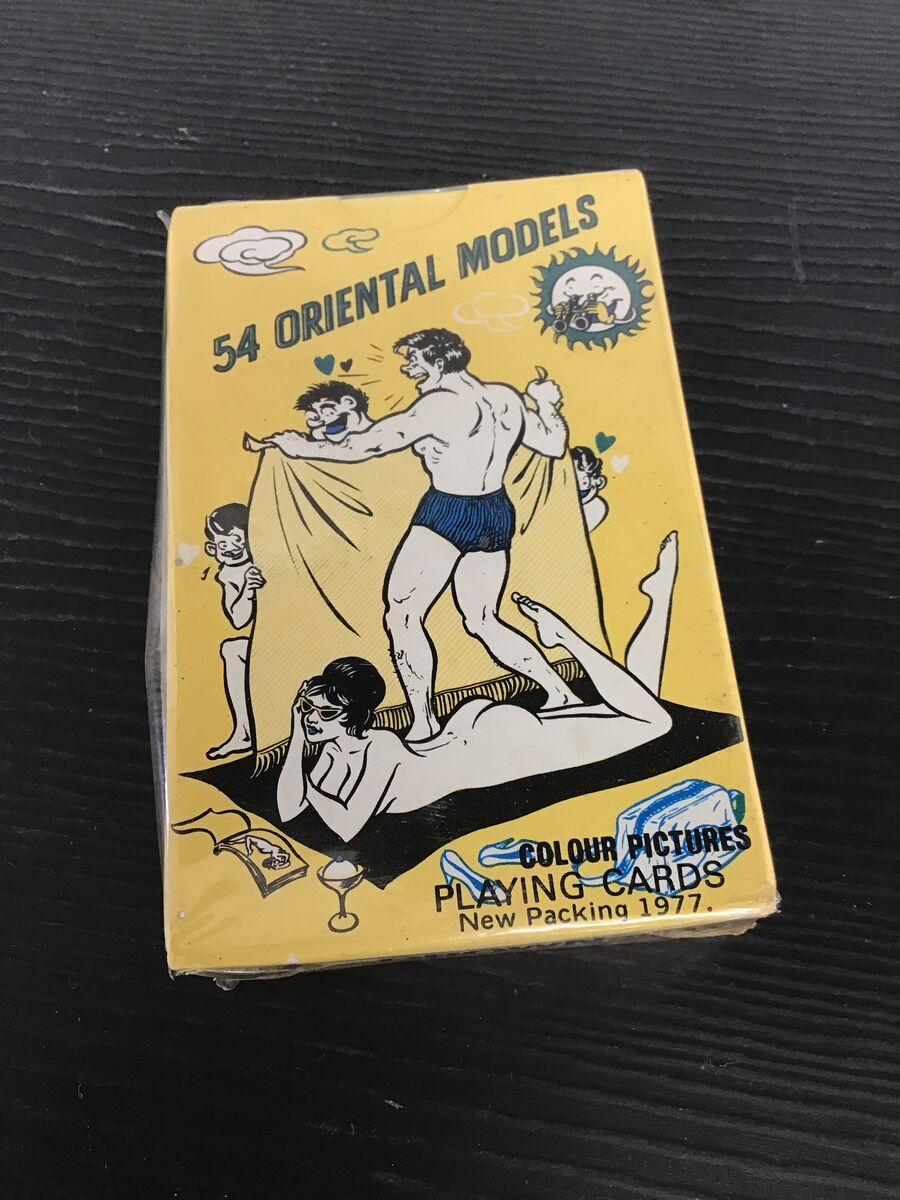 54 ORIENTAL MODELS
COLOUR PICTURES
PLAYING CARDS
New Packing 1977.